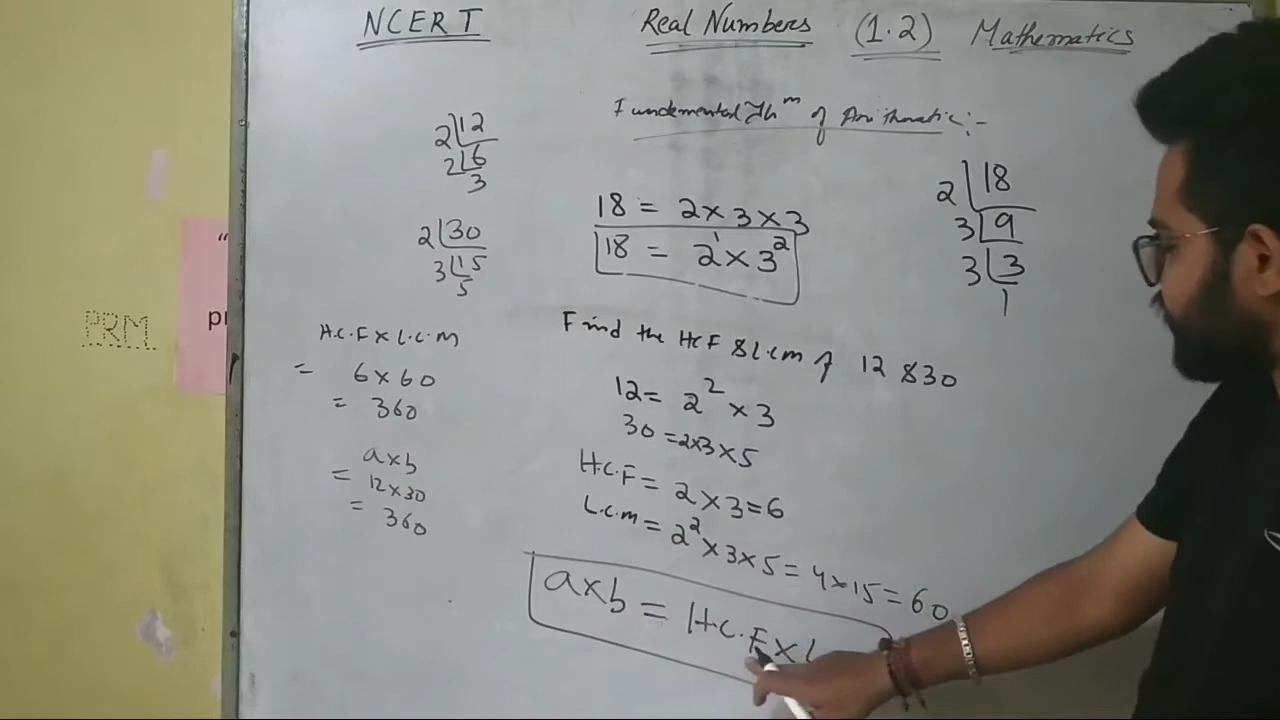 NCERT
Real Numbers (1.2) Mathematics
Fundemental Thm of Arithmatic:-
2 | 12
2 | 6
3
2 | 30
3 | 15
5
18 = 2×3×3
18 = 2¹×3²
2 | 18
3 | 9
3 | 3
1
H.C.F×L.C.M
= 6×60
= 360
a×b
= 12×30
= 360
Find the HCF & L.C.M of 12 & 30
12 = 2² × 3
30 = 2×3×5
H.C.F = 2×3=6
L.C.M = 2²×3×5 = 4×15 = 60
a×b = H.C.F×L
PRM